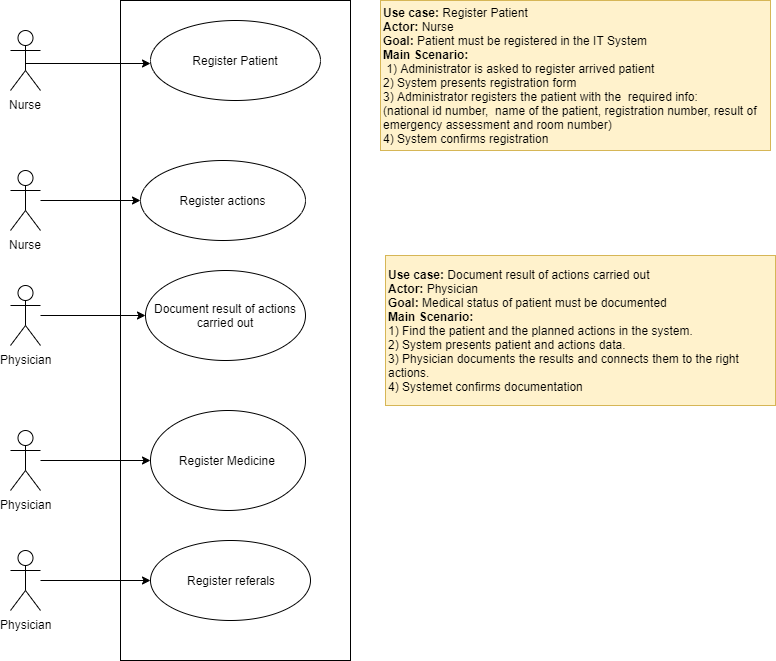 Register Patient
Nurse
Register actions
Nurse
Document result of actions
carried out
Physician
Register Medicine
Physician
Register referals
Physician
Use case: Register Patient
Actor: Nurse
Goal: Patient must be registered in the IT System
Main Scenario:
1) Administrator is asked to register arrived patient
2) System presents registration form
3) Administrator registers the patient with the required info:
(national id number, name of the patient, registration number, result of
emergency assessment and room number)
4) System confirms registration
Use case: Document result of actions carried out
Actor: Physician
Goal: Medical status of patient must be documented
Main Scenario:
1) Find the patient and the planned actions in the system.
2) System presents patient and actions data.
3) Physician documents the results and connects them to the right
actions.
4) Systemet confirms documentation